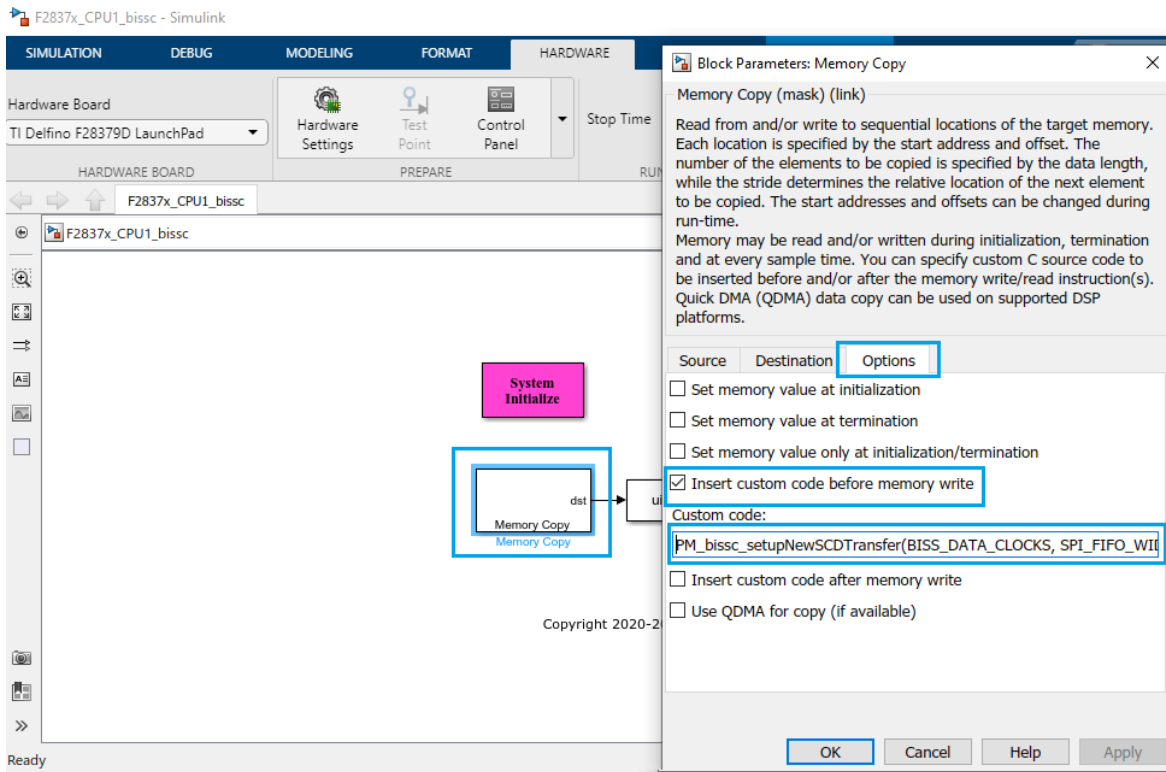 F2837x_CPU1_bissc - Simulink
SIMULATION
DEBUG
MODELING
FORMAT
HARDWARE
Hardware Board
TI Delfino F28379D LaunchPad
HARDWARE BOARD
Hardware
Settings
Test
Point
Control
Panel
PREPARE
Stop Time
RUN
F2837x_CPU1_bissc
F2837x_CPU1_bissc
System
Initialize
dst
Memory Copy
Memory Copy
ui
Copyright 2020-2
Ready
Block Parameters: Memory Copy
Memory Copy (mask) (link)
Read from and/or write to sequential locations of the target memory.
Each location is specified by the start address and offset. The
number of the elements to be copied is specified by the data length,
while the stride determines the relative location of the next element
to be copied. The start addresses and offsets can be changed during
run-time.
Memory may be read and/or written during initialization, termination
and at every sample time. You can specify custom C source code to
be inserted before and/or after the memory write/read instruction(s).
Quick DMA (QDMA) data copy can be used on supported DSP
platforms.
Source
Destination
Options
Set memory value at initialization
Set memory value at termination
Set memory value only at initialization/termination
Insert custom code before memory write
Custom code:
PM_bissc_setupNewSCDTransfer(BISS_DATA_CLOCKS, SPI_FIFO_WID
Insert custom code after memory write
Use QDMA for copy (if available)
OK
Cancel
Help
Apply